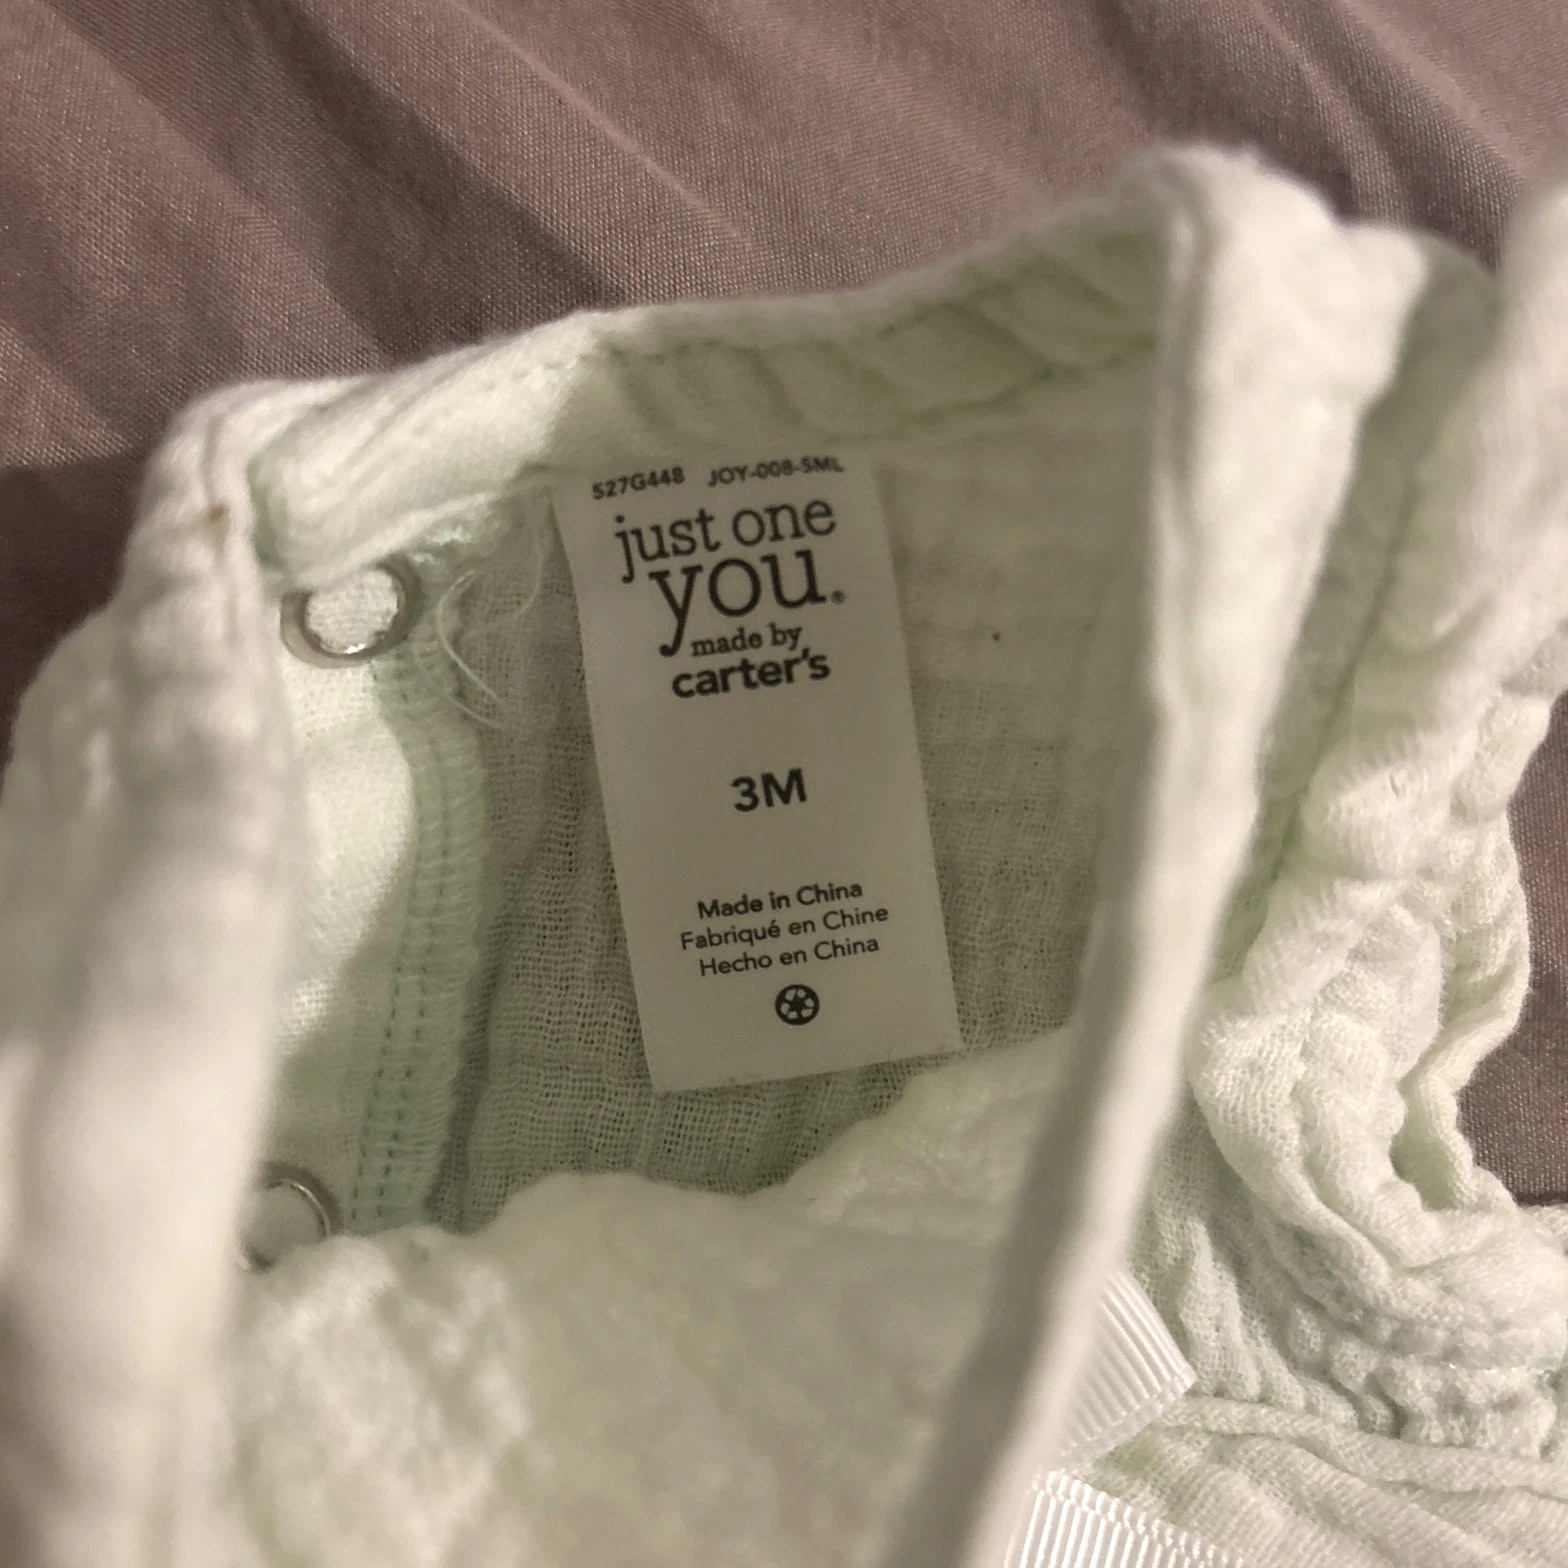 527G448 JOY-008-SML
just one
you®
made by
carter's
3M
Made in China
Fabriqué en Chine
Hecho en China